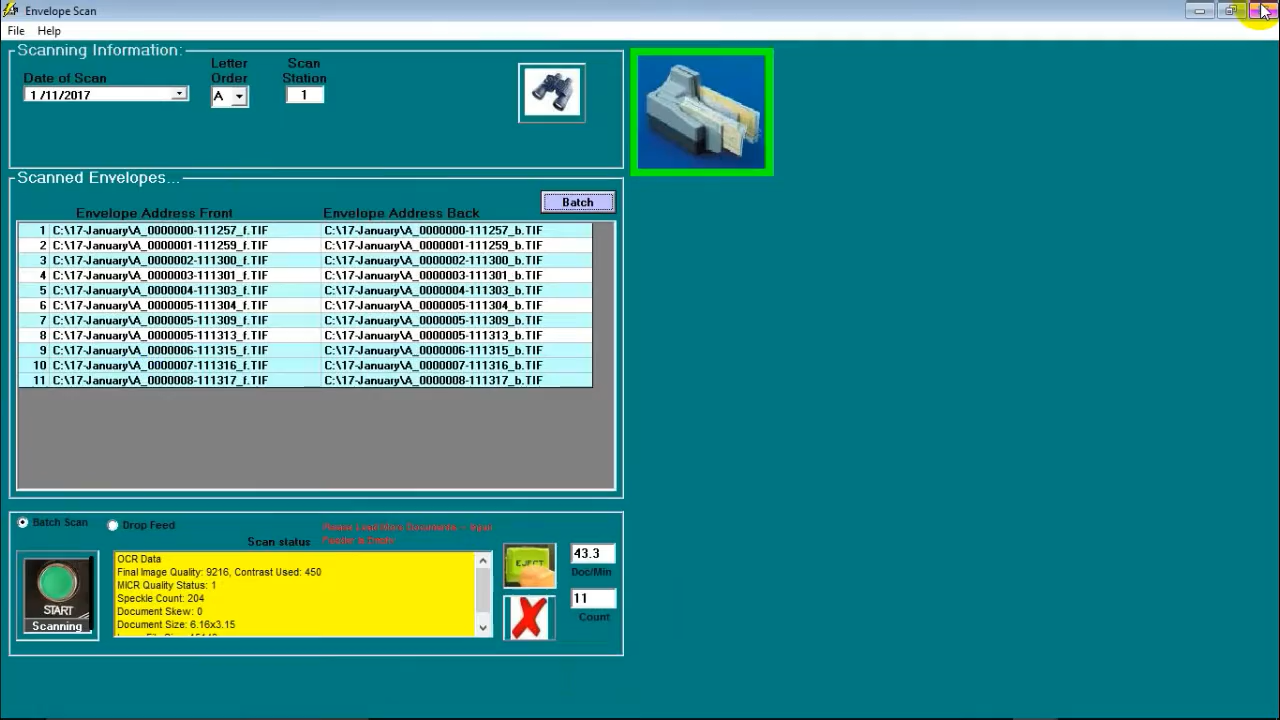 Envelope Scan
File Help
Scanning Information:
Date of Scan
1 /11/2017
Letter
Order
A
Scan
Station
1
Scanned Envelopes...
Batch
Envelope Address Front Envelope Address Back
1 C:\17-January\A_0000000-111257_f.TIF C:\17-January\A_0000000-111257_b.TIF
2 C:\17-January\A_0000001-111259_f.TIF C:\17-January\A_0000001-111259_b.TIF
3 C:\17-January\A_0000002-111300_f.TIF C:\17-January\A_0000002-111300_b.TIF
4 C:\17-January\A_0000003-111301_f.TIF C:\17-January\A_0000003-111301_b.TIF
5 C:\17-January\A_0000004-111303_f.TIF C:\17-January\A_0000004-111303_b.TIF
6 C:\17-January\A_0000005-111304_f.TIF C:\17-January\A_0000005-111304_b.TIF
7 C:\17-January\A_0000005-111309_f.TIF C:\17-January\A_0000005-111309_b.TIF
8 C:\17-January\A_0000005-111313_f.TIF C:\17-January\A_0000005-111313_b.TIF
9 C:\17-January\A_0000006-111315_f.TIF C:\17-January\A_0000006-111315_b.TIF
10 C:\17-January\A_0000007-111316_f.TIF C:\17-January\A_0000007-111316_b.TIF
11 C:\17-January\A_0000008-111317_f.TIF C:\17-January\A_0000008-111317_b.TIF
Batch Scan Drop Feed
Documents
Scan status
START
Scanning
OCR Data
Final Image Quality: 9216, Contrast Used: 450
MICR Quality Status: 1
Speckle Count: 204
Document Skew: 0
Document Size: 6.16x3.15
EJECT
43.3
Doc/Min
11
Count